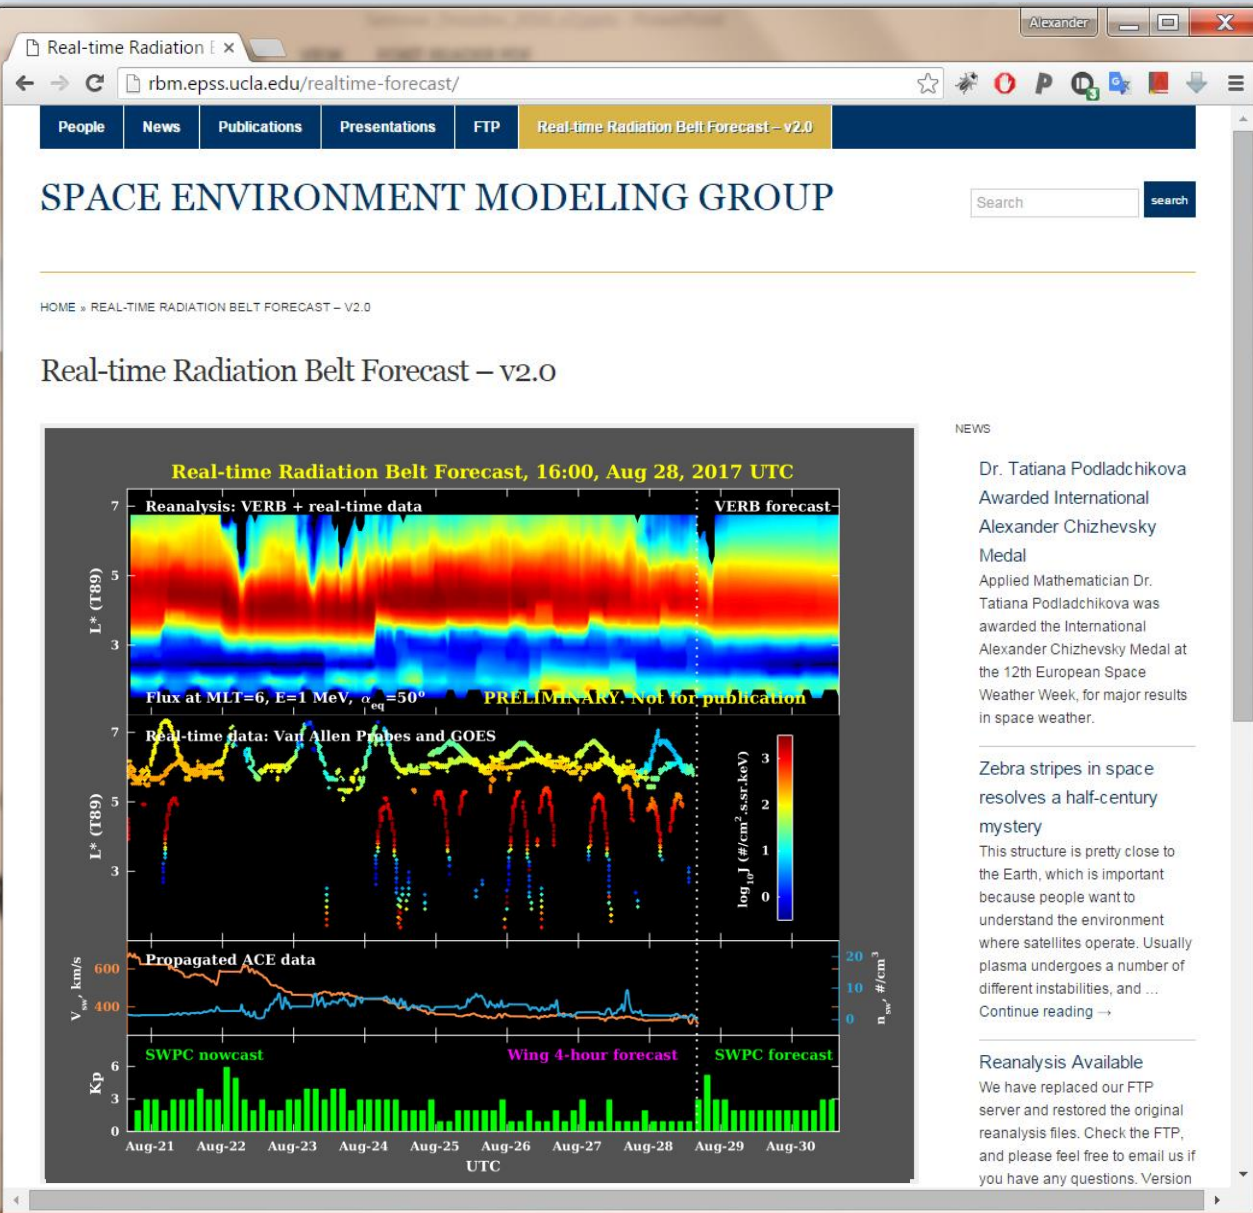 Alexander
Real-time Radiation
rbm.epss.ucla.edu/realtime-forecast/
People News Publications Presentations FTP Real-time Radiation Belt Forecast – v2.0
SPACE ENVIRONMENT MODELING GROUP
Search
search
HOME » REAL-TIME RADIATION BELT FORECAST – V2.0
Real-time Radiation Belt Forecast – v2.0
Real-time Radiation Belt Forecast, 16:00, Aug 28, 2017 UTC
Reanalysis: VERB + real-time data VERB forecast
7
5
3
L* (T89)
Flux at MLT=6, E=1 MeV, αeq=50°
PRELIMINARY. Not for publication
Real-time data: Van Allen Probes and GOES
7
5
3
L* (T89)
log10J (#/cm2.s.sr.keV)
3
2
1
0
Propagated ACE data
Vsw, km/s
600
400
20
10
0
nsw, #/cm3
SWPC nowcast Wing 4-hour forecast SWPC forecast
Kp
6
3
0
Aug-21 Aug-22 Aug-23 Aug-24 Aug-25 Aug-26 Aug-27 Aug-28 Aug-29 Aug-30
UTC
NEWS
Dr. Tatiana Podladchikova
Awarded International
Alexander Chizhevsky
Medal
Applied Mathematician Dr.
Tatiana Podladchikova was
awarded the International
Alexander Chizhevsky Medal at
the 12th European Space
Weather Week, for major results
in space weather.
Zebra stripes in space
resolves a half-century
mystery
This structure is pretty close to
the Earth, which is important
because people want to
understand the environment
where satellites operate. Usually
plasma undergoes a number of
different instabilities, and …
Continue reading →
Reanalysis Available
We have replaced our FTP
server and restored the original
reanalysis files. Check the FTP,
and please feel free to email us if
you have any questions. Version